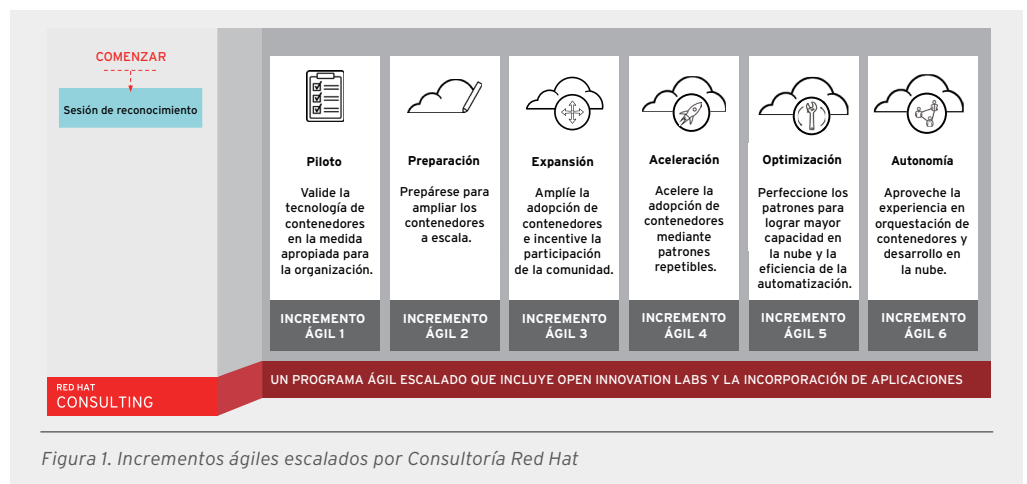 COMENZAR
Sesión de reconocimiento
Piloto
Valide la
tecnología de
contenedores
en la medida
apropiada para
la organización.
INCREMENTO
ÁGIL 1
Preparación
Prepárese para
ampliar los
contenedores
a escala.
INCREMENTO
ÁGIL 2
Expansión
Amplíe la
adopción de
contenedores
e incentive la
participación
de la comunidad.
INCREMENTO
ÁGIL 3
Aceleración
Acelere la
adopción de
contenedores
mediante
patrones
repetibles.
INCREMENTO
ÁGIL 4
Optimización
Perfeccione los
patrones para
lograr mayor
capacidad en
la nube y la
eficiencia de la
automatización.
INCREMENTO
ÁGIL 5
Autonomía
Aproveche la
experiencia en
orquestación de
contenedores y
desarrollo en
la nube.
INCREMENTO
ÁGIL 6
RED HAT
CONSULTING
UN PROGRAMA ÁGIL ESCALADO QUE INCLUYE OPEN INNOVATION LABS Y LA INCORPORACIÓN DE APLICACIONES
Figura 1. Incrementos ágiles escalados por Consultoría Red Hat